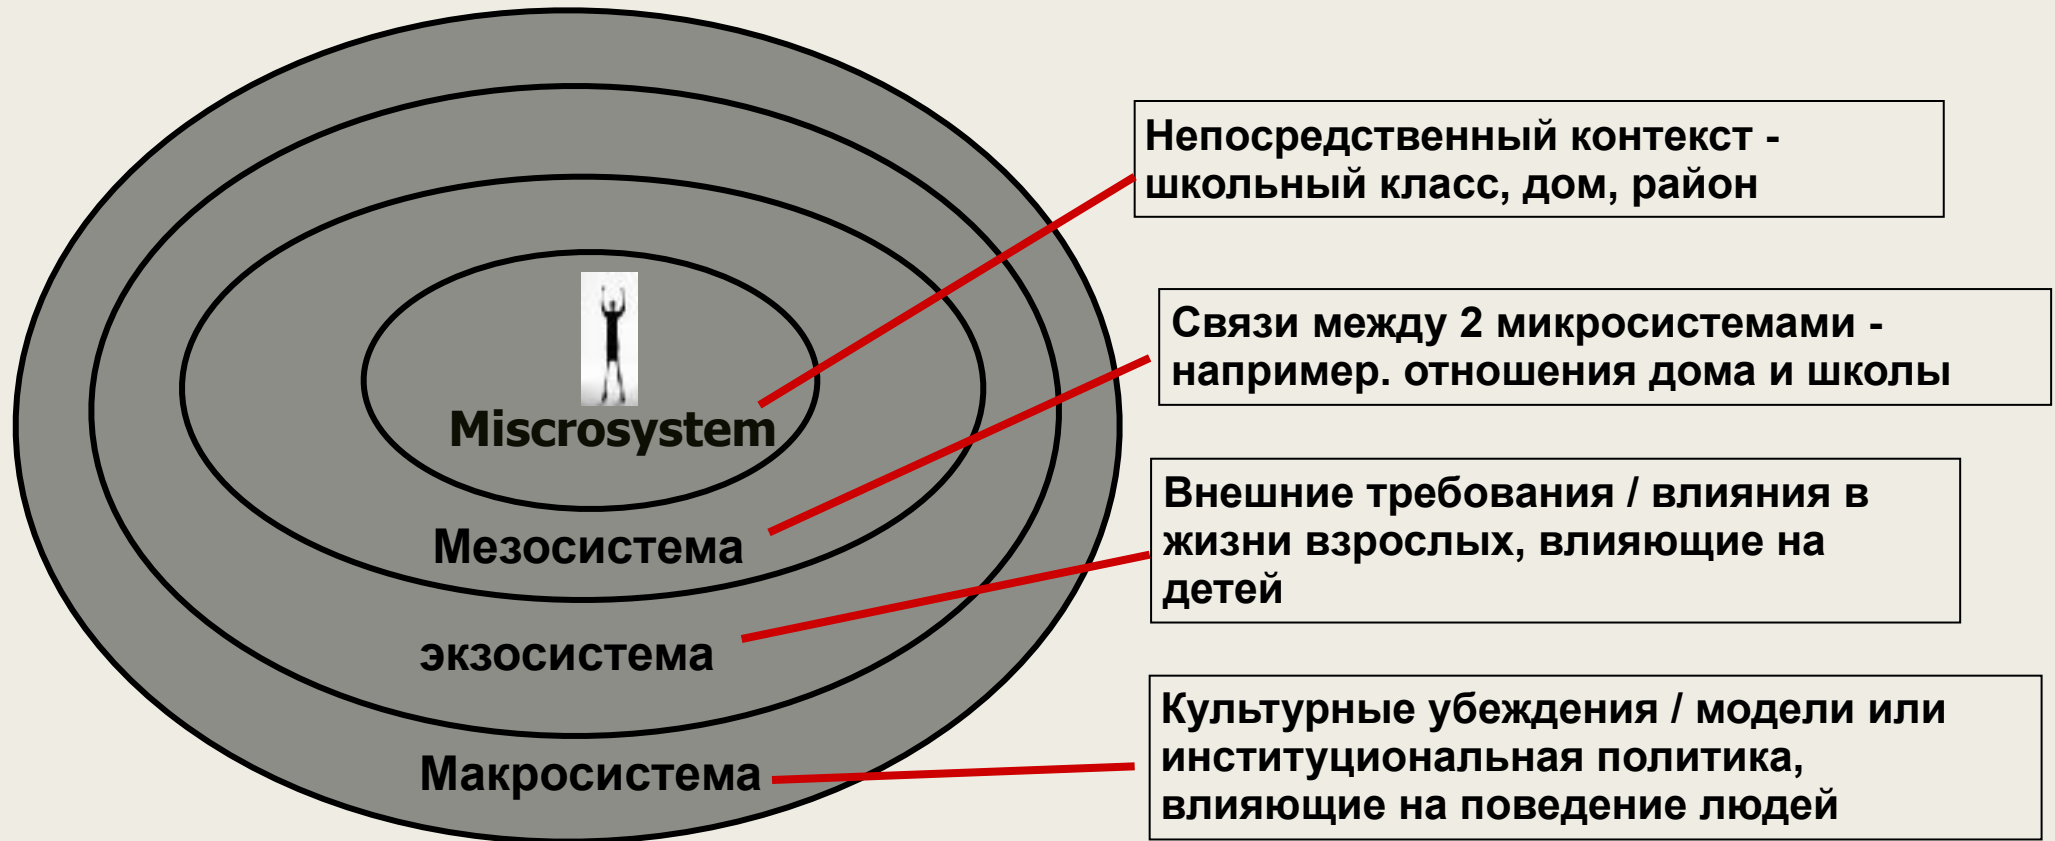 Непосредственный контекст -
школьный класс, дом, район
Связи между 2 микросистемами -
например. отношения дома и школы
Miscrosystem
Внешние требования / влияния в
жизни взрослых, влияющие на
детей
Мезосистема
экзосистема
Культурные убеждения / модели или
институциональная политика,
влияющие на поведение людей
Макросистема